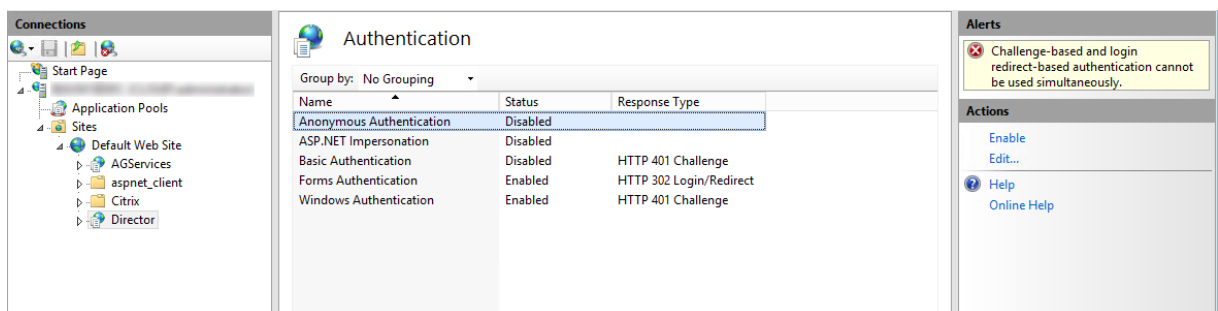 Connections
Start Page
Application Pools
Sites
Default Web Site
AGServices
aspnet_client
Citrix
Director
Authentication
Group by: No Grouping
Name Status Response Type
Anonymous Authentication Disabled
ASP.NET Impersonation Disabled
Basic Authentication Disabled HTTP 401 Challenge
Forms Authentication Enabled HTTP 302 Login/Redirect
Windows Authentication Enabled HTTP 401 Challenge
Alerts
Challenge-based and login
redirect-based authentication cannot
be used simultaneously.
Actions
Enable
Edit...
Help
Online Help